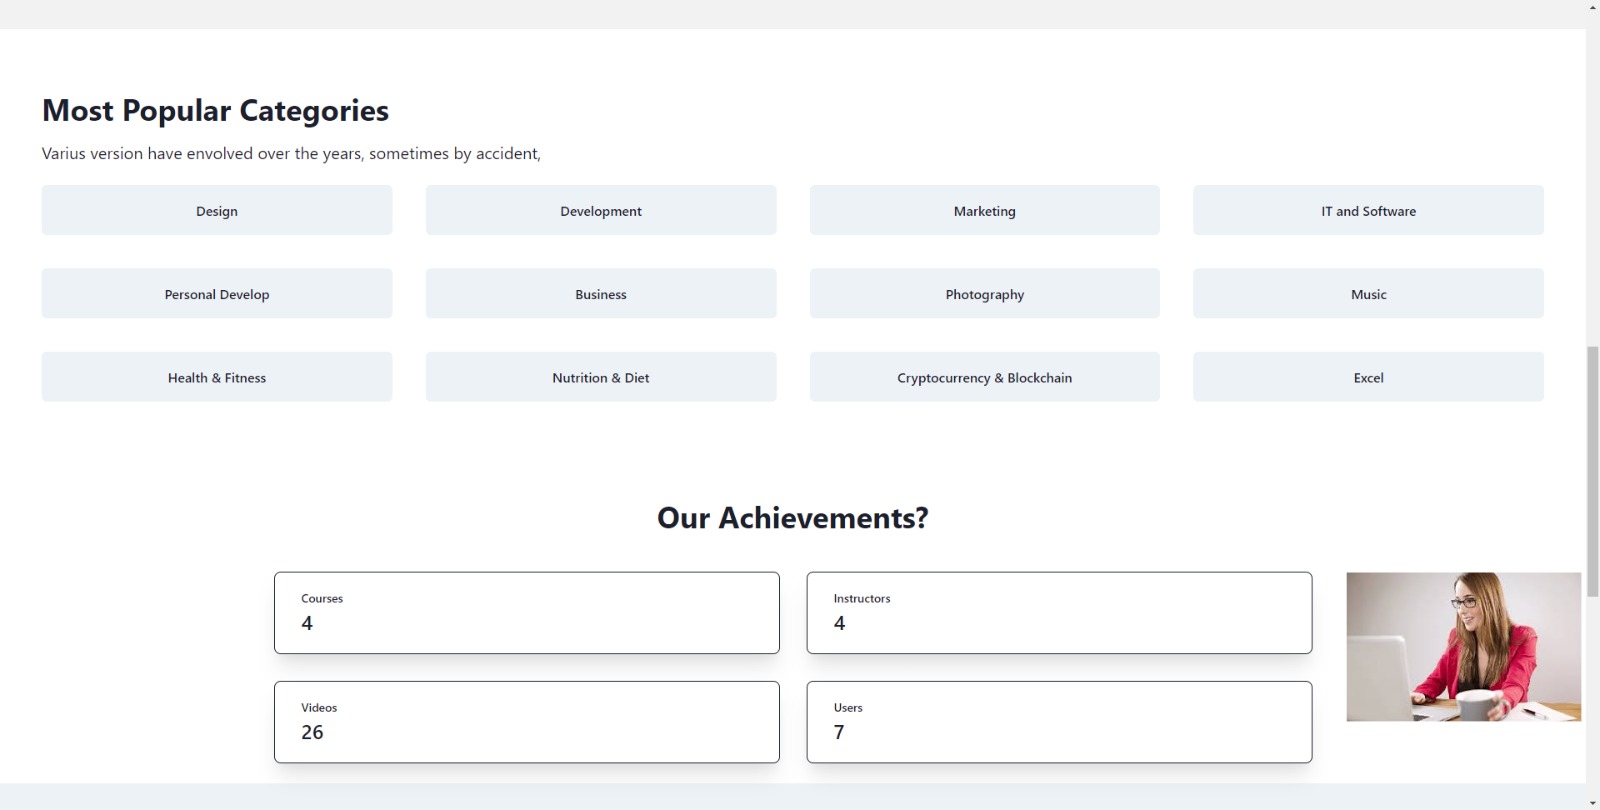 Most Popular Categories
Varius version have envolved over the years, sometimes by accident,
Design
Development
Marketing
IT and Software
Personal Develop
Business
Photography
Music
Health & Fitness
Nutrition & Diet
Cryptocurrency & Blockchain
Excel
Our Achievements?
Courses
4
Instructors
4
Videos
26
Users
7